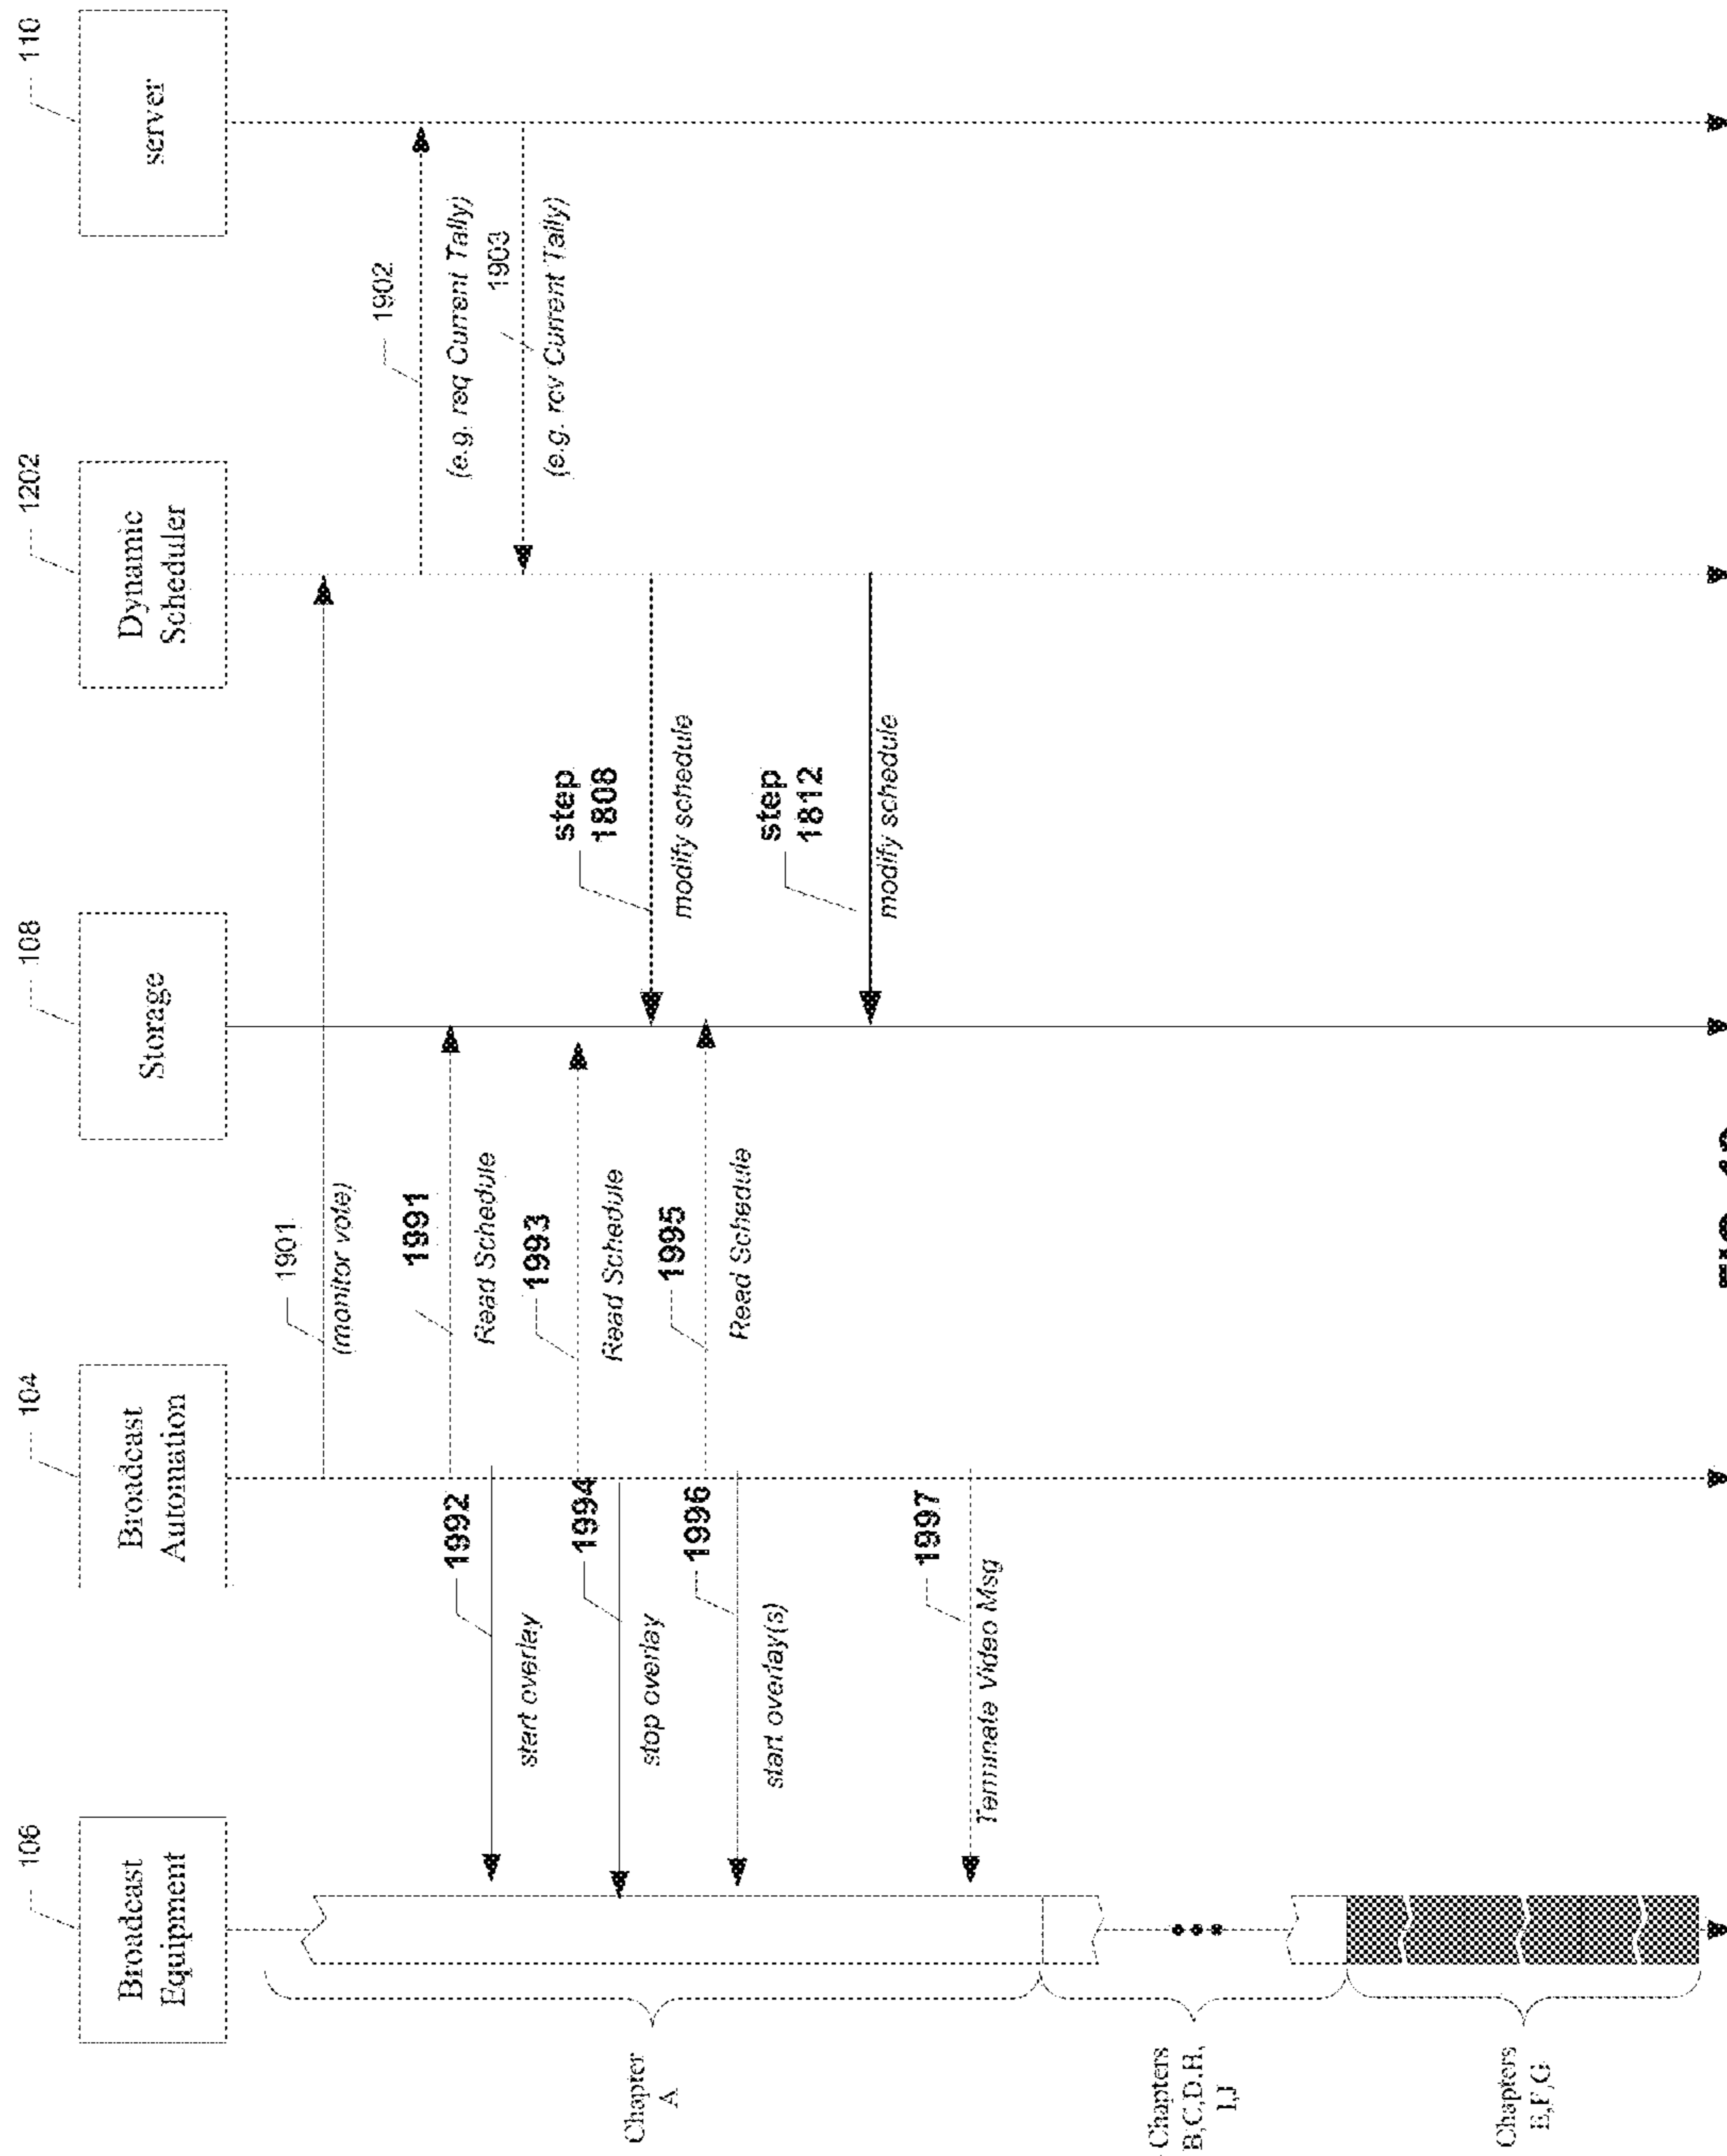 106
Broadcast
Equipment
104
Broadcast
Automation
108
Storage
1202
Dynamic
Scheduler
110
server
1901
(monitor vote)
1902
(e.g. req Current Tally)
1991
Read Schedule
1992
start overlay
1903
(e.g. rcv Current Tally)
1993
Read Schedule
1994
stop overlay
step
1808
modify schedule
1995
Read Schedule
1996
start overlay(s)
step
1812
modify schedule
1997
Terminate Video Msg
Chapter
A
Chapters
B,C,D,H,
I,J
Chapters
E,F,G